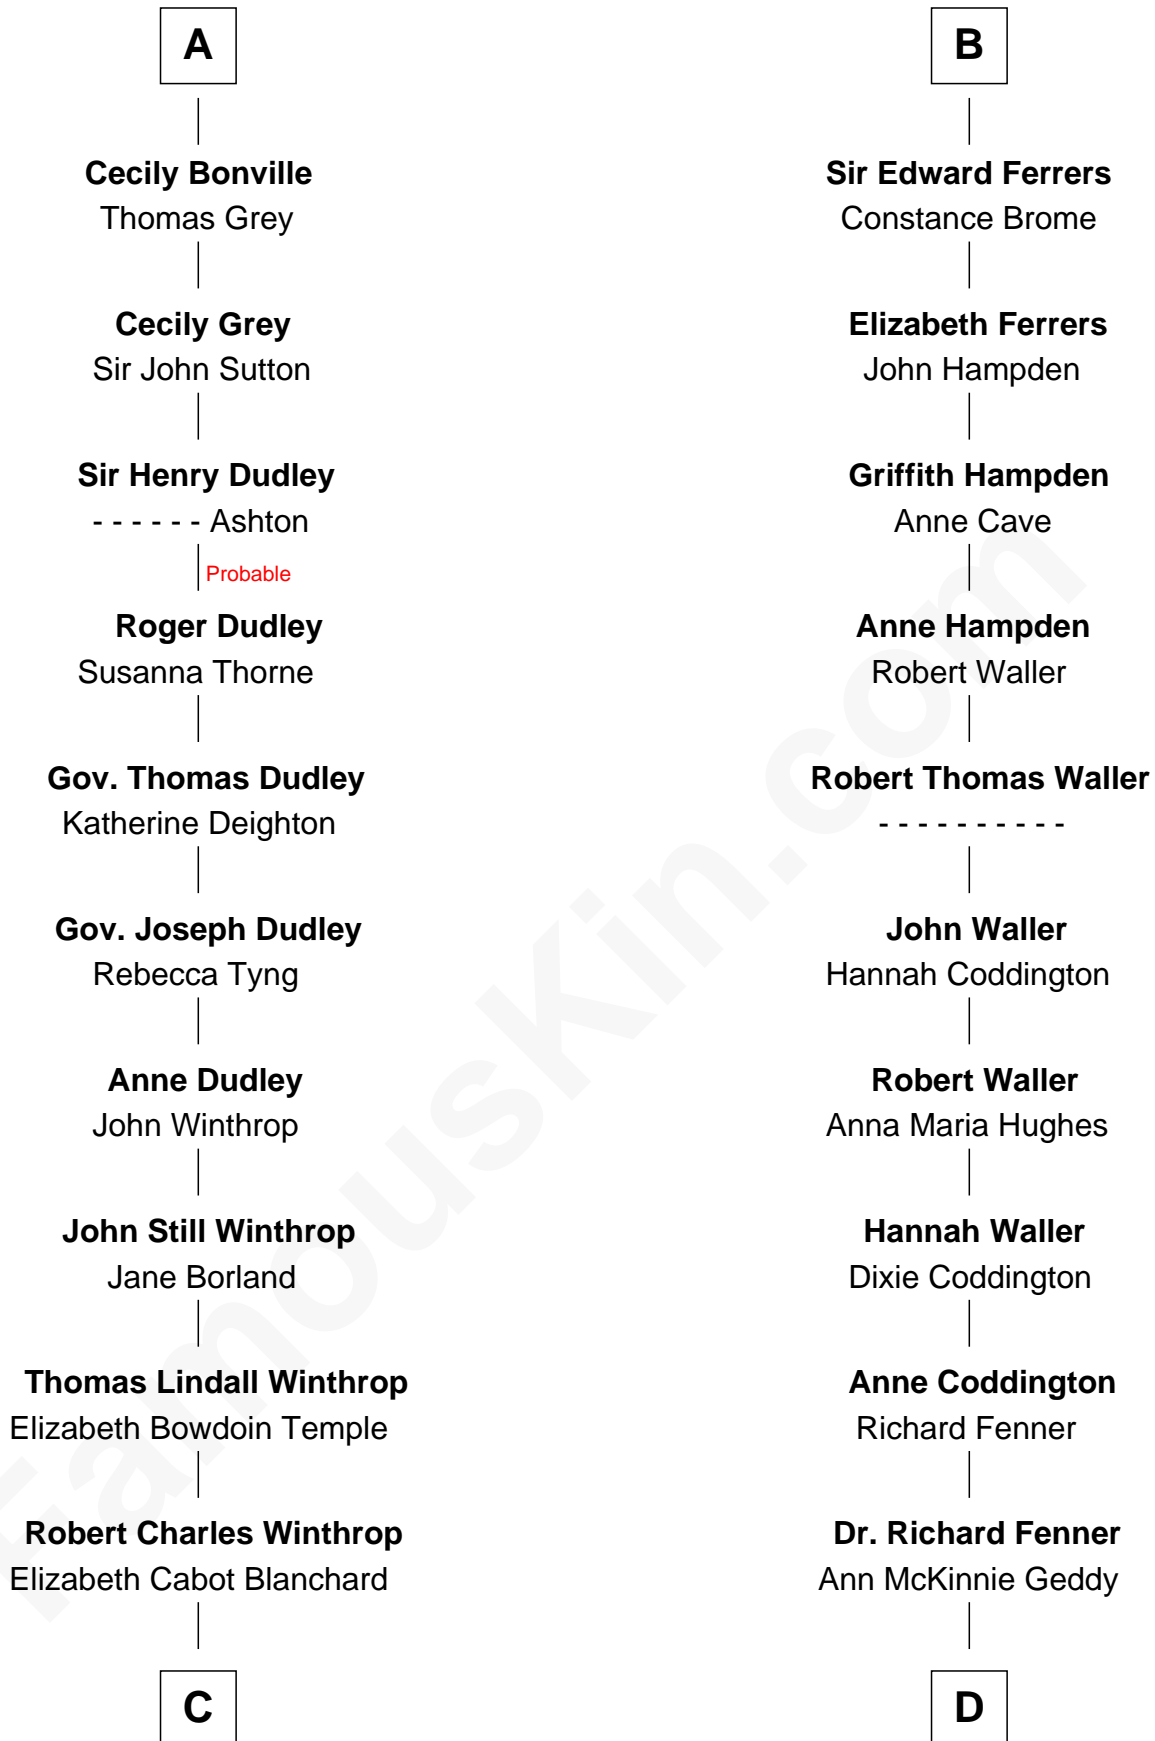 A
Cecily Bonville
Thomas Grey
Cecily Grey
Sir John Sutton
Sir Henry Dudley
- - - - - - Ashton
Probable
Roger Dudley
Susanna Thorne
Gov. Thomas Dudley
Katherine Deighton
Gov. Joseph Dudley
Rebecca Tyng
Anne Dudley
John Winthrop
John Still Winthrop
Jane Borland
Thomas Lindall Winthrop
Elizabeth Bowdoin Temple
Robert Charles Winthrop
Elizabeth Cabot Blanchard
C
B
Sir Edward Ferrers
Constance Brome
Elizabeth Ferrers
John Hampden
Griffith Hampden
Anne Cave
Anne Hampden
Robert Waller
Robert Thomas Waller
- - - - - - - - - -
John Waller
Hannah Coddington
Robert Waller
Anna Maria Hughes
Hannah Waller
Dixie Coddington
Anne Coddington
Richard Fenner
Dr. Richard Fenner
Ann McKinnie Geddy
D
FamousKin.com